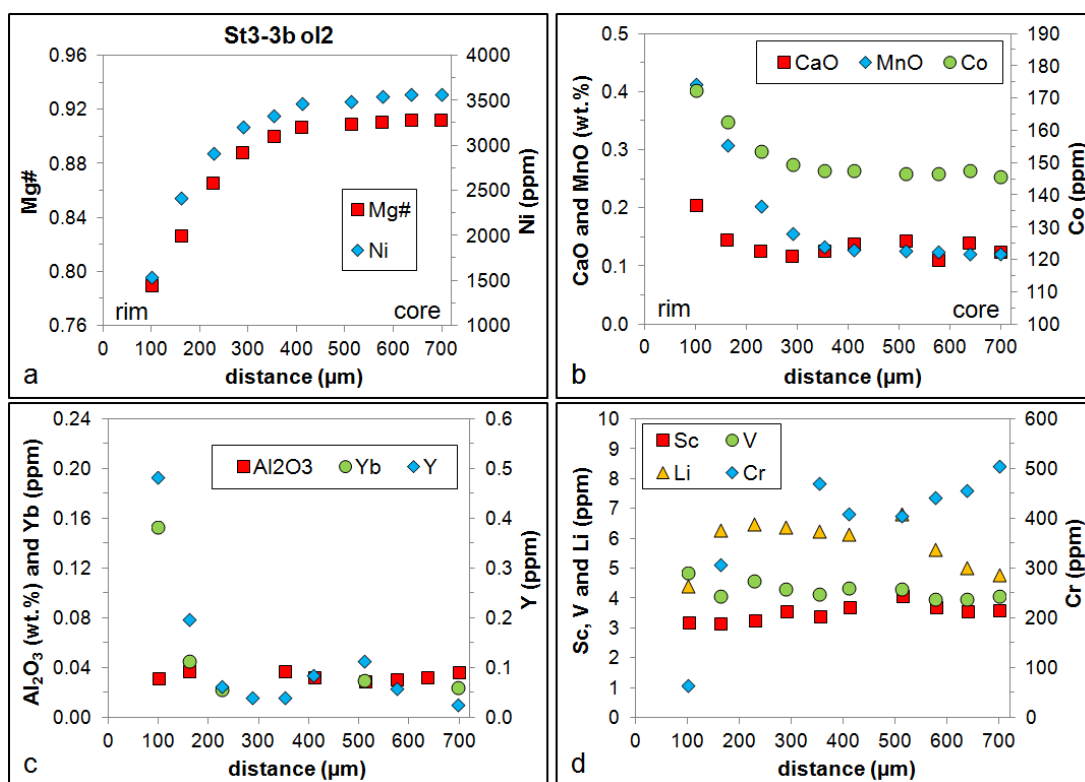 St3-3b ol2
0.96
0.92
0.88
0.84
0.80
0.76
Mg#
4000
3500
3000
2500
2000
1500
1000
Ni (ppm)
Mg#
Ni
rim core
0 100 200 300 400 500 600 700
distance (µm)
a
0.5
0.4
0.3
0.2
0.1
0.0
CaO and MnO (wt.%)
CaO MnO Co
190
180
170
160
150
140
130
120
110
100
Co (ppm)
rim core
0 100 200 300 400 500 600 700
distance (µm)
b
0.24
0.20
0.16
0.12
0.08
0.04
0.00
Al₂O₃ (wt.%) and Yb (ppm)
Al2O3 Yb Y
0.6
0.5
0.4
0.3
0.2
0.1
0.0
Y (ppm)
0 100 200 300 400 500 600 700
distance (µm)
c
10
9
8
7
6
5
4
3
2
1
0
Sc, V and Li (ppm)
Sc V
Li Cr
600
500
400
300
200
100
0
Cr (ppm)
0 100 200 300 400 500 600 700
distance (µm)
d